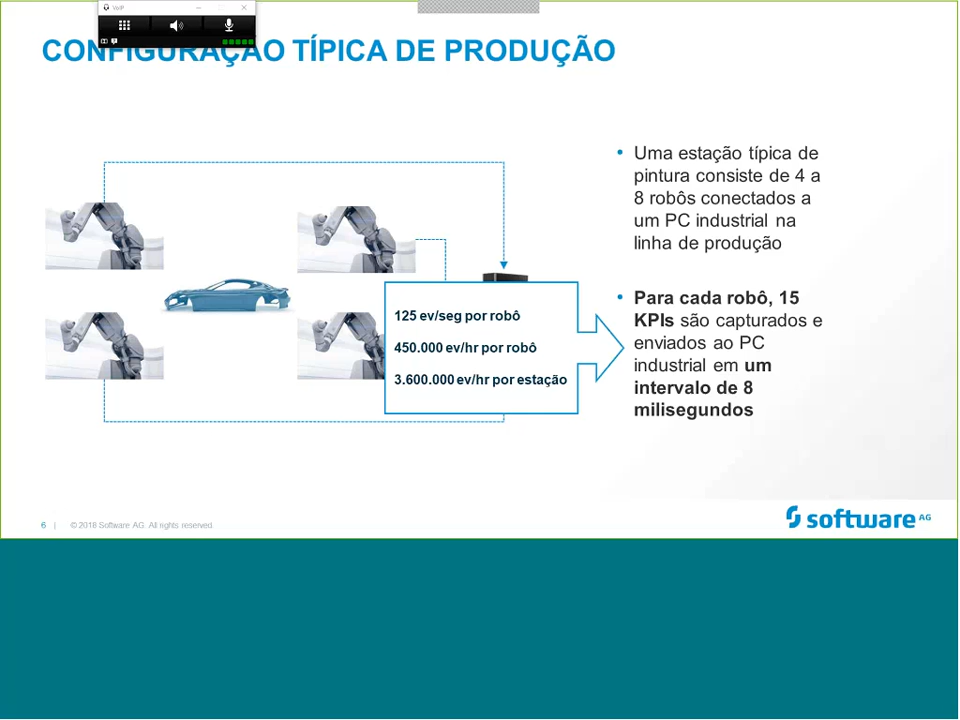 VoIP
CONFIGURAÇÃO TÍPICA DE PRODUÇÃO
125 ev/seg por robô
450.000 ev/hr por robô
3.600.000 ev/hr por estação
• Uma estação típica de
pintura consiste de 4 a
8 robôs conectados a
um PC industrial na
linha de produção
• Para cada robô, 15
KPIs são capturados e
enviados ao PC
industrial em um
intervalo de 8
milisegundos
6 | © 2016 Software AG. All rights reserved.
software AG